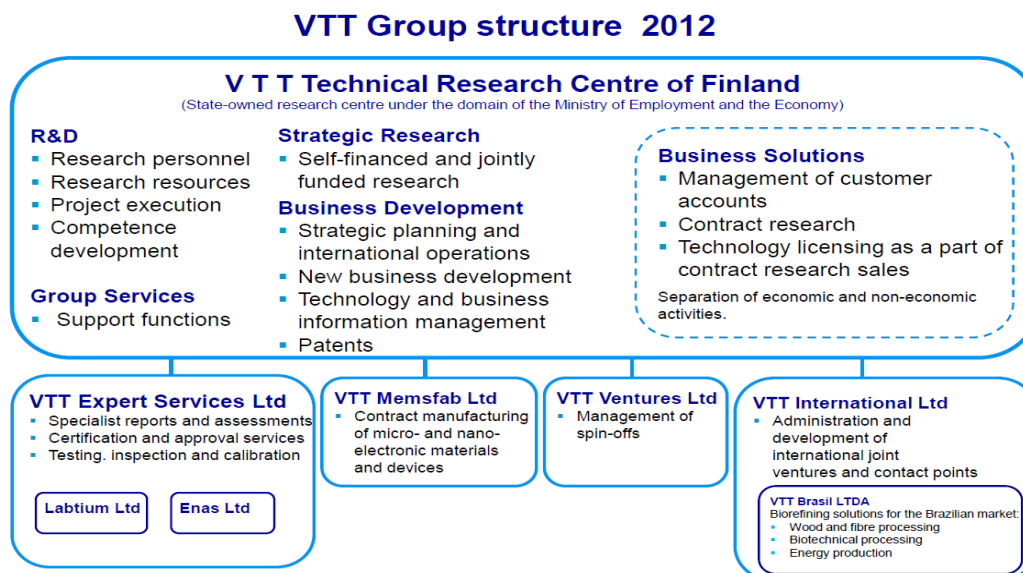 VTT Group structure 2012
V T T Technical Research Centre of Finland
(State-owned research centre under the domain of the Ministry of Employment and the Economy)
R&D
Research personnel
Research resources
Project execution
Competence
development
Group Services
Support functions
Strategic Research
Self-financed and jointly
funded research
Business Development
Strategic planning and
international operations
New business development
Technology and business
information management
Patents
Business Solutions
Management of customer
accounts
Contract research
Technology licensing as a part of
contract research sales
Separation of economic and non-economic
activities.
VTT Expert Services Ltd
Specialist reports and assessments
Certification and approval services
Testing. inspection and calibration
Labtium Ltd
Enas Ltd
VTT Memsfab Ltd
Contract manufacturing
of micro- and nano-
electronic materials
and devices
VTT Ventures Ltd
Management of
spin-offs
VTT International Ltd
Administration and
development of
international joint
ventures and contact points
VTT Brasil LTDA
Biorefining solutions for the Brazilian market:
Wood and fibre processing
Biotechnical processing
Energy production